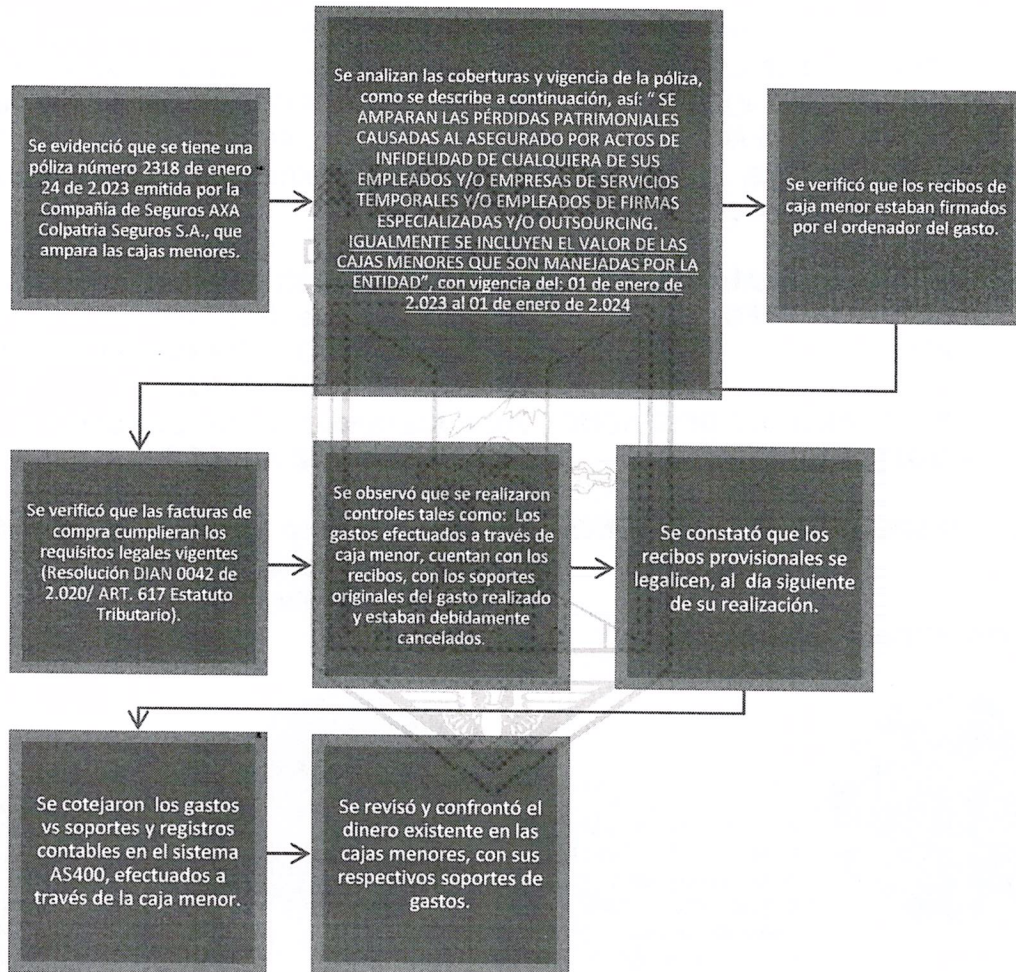 Se evidenció que se tiene una
póliza número 2318 de enero
24 de 2.023 emitida por la
Compañía de Seguros AXA
Colpatria Seguros S.A., que
ampara las cajas menores.
Se analizan las coberturas y vigencia de la póliza,
como se describe a continuación, así: “ SE
AMPARAN LAS PÉRDIDAS PATRIMONIALES
CAUSADAS AL ASEGURADO POR ACTOS DE
INFIDELIDAD DE CUALQUIERA DE SUS
EMPLEADOS Y/O EMPRESAS DE SERVICIOS
TEMPORALES Y/O EMPLEADOS DE FIRMAS
ESPECIALIZADAS Y/O OUTSOURCING.
IGUALMENTE SE INCLUYEN EL VALOR DE LAS
CAJAS MENORES QUE SON MANEJADAS POR LA
ENTIDAD”, con vigencia del: 01 de enero de
2.023 al 01 de enero de 2.024
Se verificó que los recibos de
caja menor estaban firmados
por el ordenador del gasto.
Se verificó que las facturas de
compra cumplieran los
requisitos legales vigentes
(Resolución DIAN 0042 de
2.020/ ART. 617 Estatuto
Tributario).
Se observó que se realizaron
controles tales como: Los
gastos efectuados a través de
caja menor, cuentan con los
recibos, con los soportes
originales del gasto realizado
y estaban debidamente
cancelados.
Se constató que los
recibos provisionales se
legalicen, al día siguiente
de su realización.
Se cotejaron los gastos
vs soportes y registros
contables en el sistema
AS400, efectuados a
través de la caja menor.
Se revisó y confrontó el
dinero existente en las
cajas menores, con sus
respectivos soportes de
gastos.